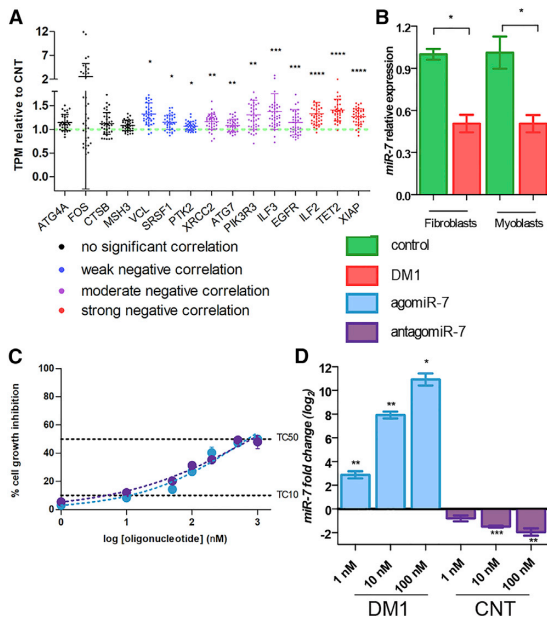 A
TPM relative to CNT
12
8
4
1.5
1.0
0.5
0.0
* * * ** ** ** *** *** **** **** ****
ATG4A FOS CTSB MSH3 VCL SRSF1 PTK2 XRCC2 ATG7 PIK3R3 ILF3 EGFR ILF2 TET2 XIAP
no significant correlation
weak negative correlation
moderate negative correlation
strong negative correlation
B
miR-7 relative expression
1.2
0.9
0.6
0.3
0.0
* *
Fibroblasts Myoblasts
control
DM1
agomiR-7
antagomiR-7
C
% cell growth inhibition
100
80
60
40
20
0
TC50
TC10
0 1 2 3
log [oligonucleotide] (nM)
D
miR-7 fold change (log2)
12
10
8
6
4
2
0
-2
** ** * *** **
1 nM 10 nM 100 nM 1 nM 10 nM 100 nM
DM1 CNT